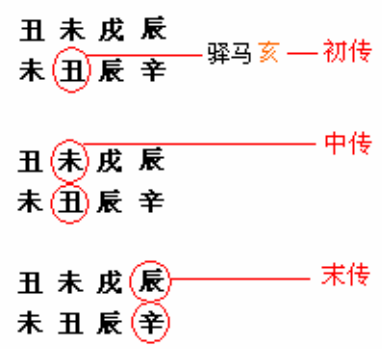 丑 未 戌 辰
未 丑 辰 辛 驿马亥 初传
丑 未 戌 辰 中传
未 丑 辰 辛
丑 未 戌 辰 末传
未 丑 辰 辛